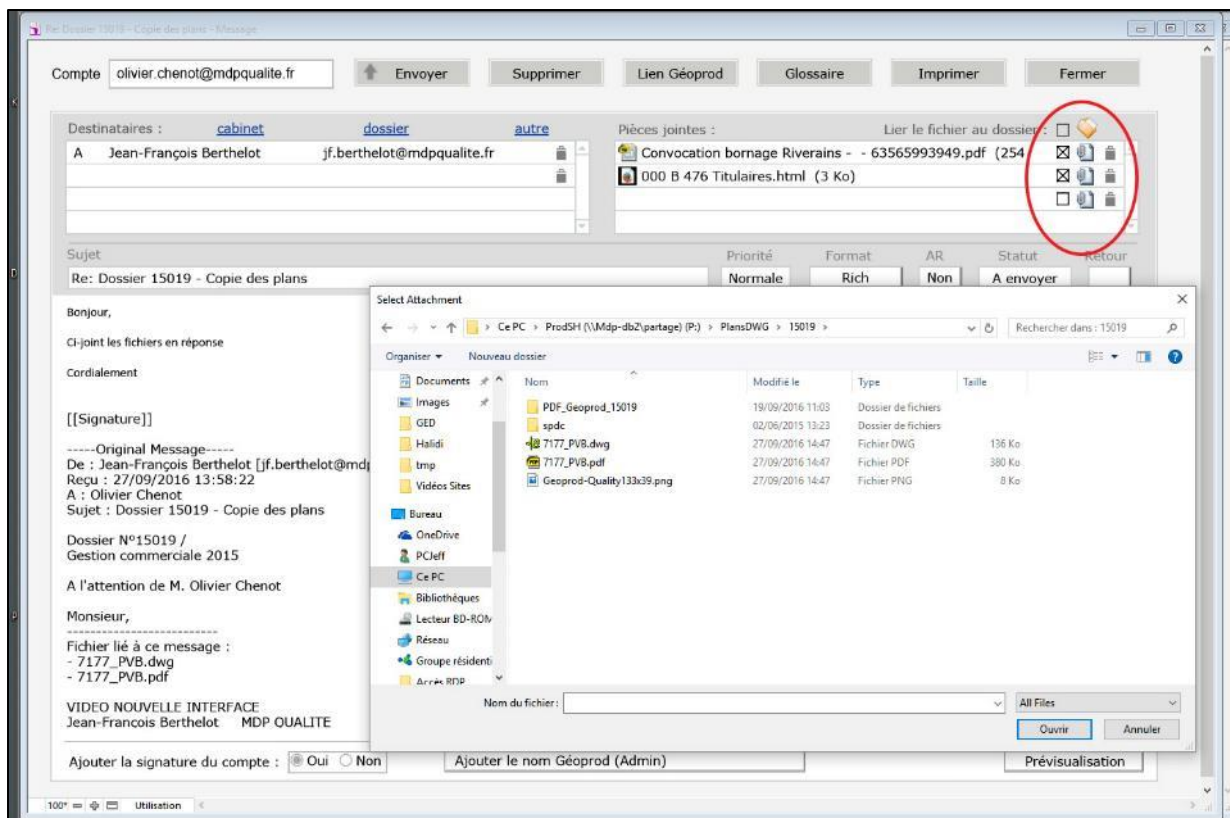 Re: Dossier 15019 - Copie des plans - Message
Compte olivier.chenot@mdpqualite.fr Envoyer Supprimer Lien Géoprod Glossaire Imprimer Fermer
Destinataires : cabinet dossier autre Pièces jointes : Lier le fichier au dossier :
A Jean-François Berthelot jf.berthelot@mdpqualite.fr Convocation bornage Riverains - - 63565993949.pdf (254
000 B 476 Titulaires.html (3 Ko)
Sujet Priorité Format AR Statut Retour
Re: Dossier 15019 - Copie des plans Normale Rich Non A envoyer
Bonjour,
Ci-joint les fichiers en réponse
Cordialement
[[Signature]]
-----Original Message-----
De : Jean-François Berthelot [jf.berthelot@md
Reçu : 27/09/2016 13:58:22
A : Olivier Chenot
Sujet : Dossier 15019 - Copie des plans
Dossier Nº15019 /
Gestion commerciale 2015
A l'attention de M. Olivier Chenot
Monsieur,
--------------------------
Fichier lié à ce message :
- 7177_PVB.dwg
- 7177_PVB.pdf
VIDEO NOUVELLE INTERFACE
Jean-François Berthelot MDP QUALITE
Select Attachment
Ce PC > ProdSH (\\Mdp-db2\partage) (P:) > PlansDWG > 15019 > Rechercher dans : 15019
Organiser Nouveau dossier
Nom Modifié le Type Taille
PDF_Geoprod_15019 19/09/2016 11:03 Dossier de fichiers
spdc 02/06/2015 13:23 Dossier de fichiers
7177_PVB.dwg 27/09/2016 14:47 Fichier DWG 136 Ko
7177_PVB.pdf 27/09/2016 14:47 Fichier PDF 380 Ko
Geoprod-Quality133x39.png 27/09/2016 14:47 Fichier PNG 8 Ko
Documents
Images
GED
Halidi
tmp
Vidéos Sites
Bureau
OneDrive
PCJeff
Ce PC
Bibliothèques
Lecteur BD-ROM
Réseau
Groupe résidenti
Accès RDP
Nom du fichier : All Files
Ouvrir Annuler
Ajouter la signature du compte : Oui Non Ajouter le nom Géoprod (Admin) Prévisualisation
100* Utilisation